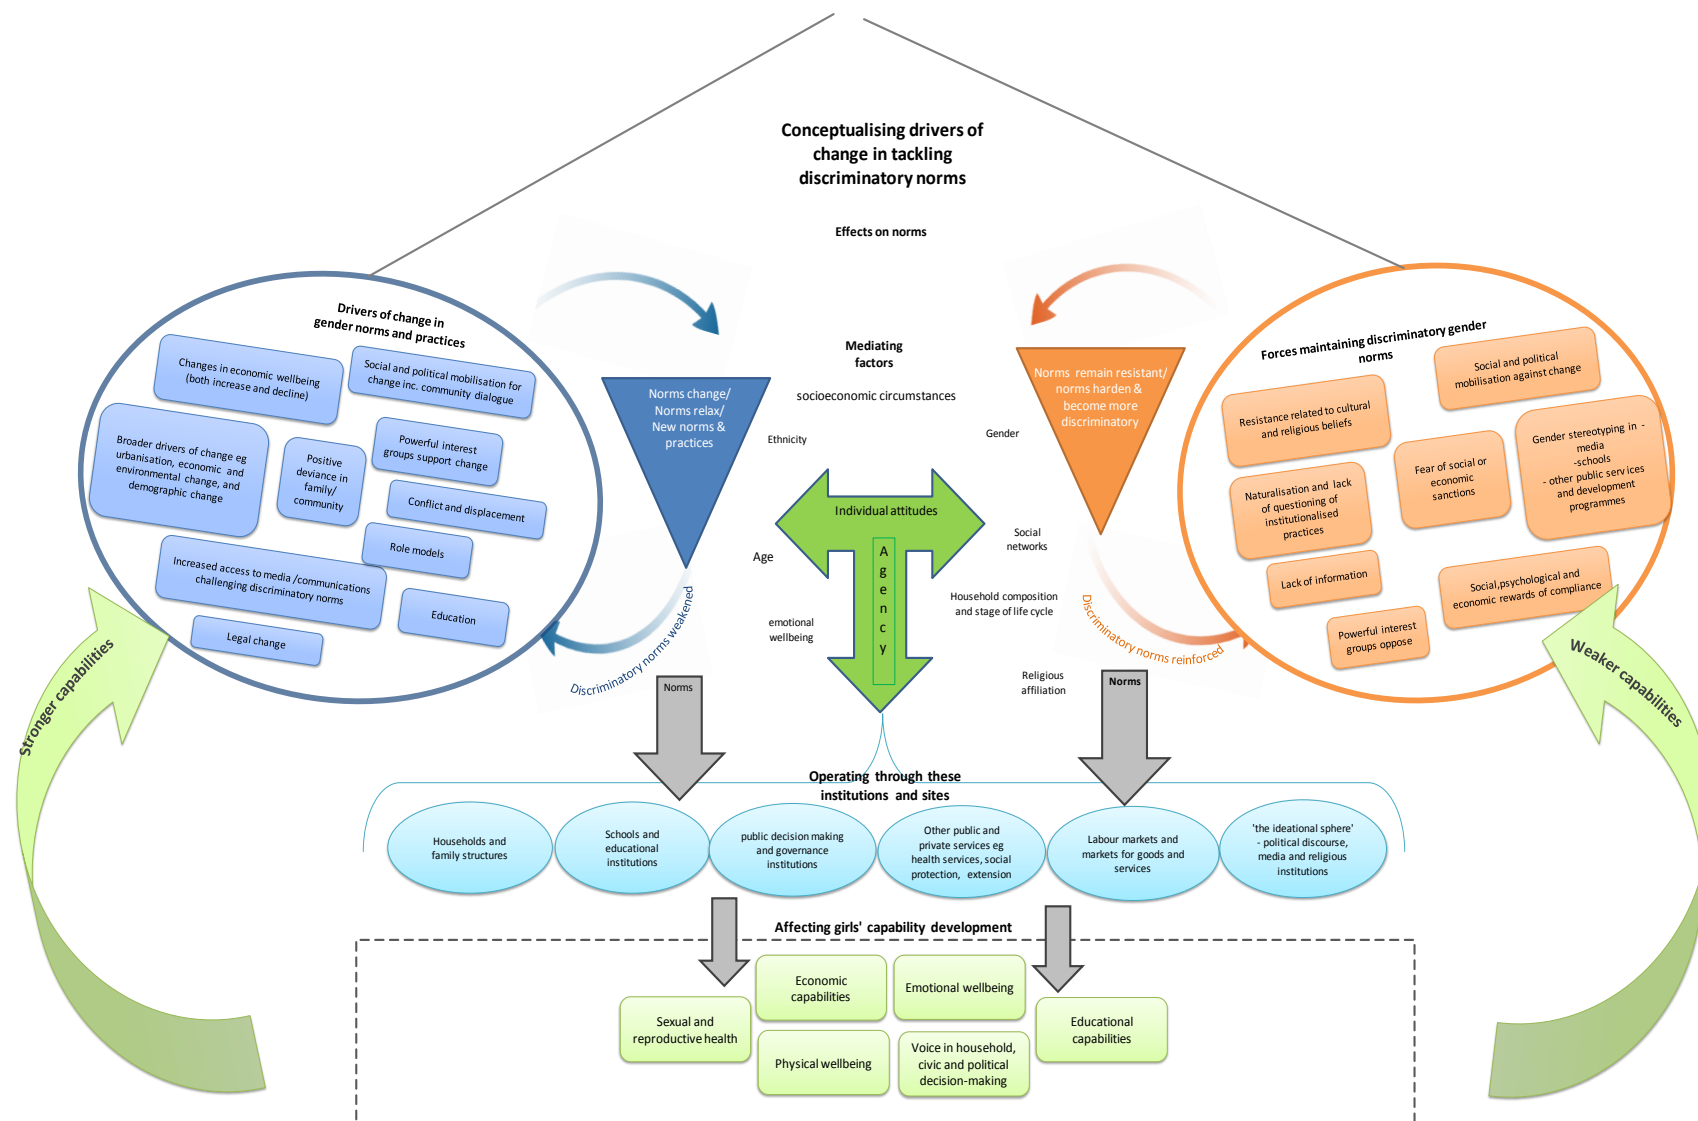 Conceptualising drivers of
change in tackling
discriminatory norms
Effects on norms
Drivers of change in
gender norms and practices
Changes in economic wellbeing
(both increase and decline)
Social and political mobilisation for
change inc. community dialogue
Broader drivers of change eg
urbanisation, economic and
environmental change, and
demographic change
Positive
deviance in
family/
community
Powerful interest
groups support change
Conflict and displacement
Role models
Increased access to media /communications
challenging discriminatory norms
Education
Legal change
Norms change/
Norms relax/
New norms &
practices
Discriminatory norms weakened
Mediating
factors
socioeconomic circumstances
Ethnicity
Gender
Individual attitudes
Agency
Age
Social
networks
Household composition
and stage of life cycle
emotional
wellbeing
Religious
affiliation
Norms remain resistant/
norms harden &
become more
discriminatory
Discriminatory norms reinforced
Forces maintaining discriminatory gender
norms
Social and political
mobilisation against change
Resistance related to cultural
and religious beliefs
Gender stereotyping in -
media
-schools
- other public services
and development
programmes
Fear of social or
economic
sanctions
Naturalisation and lack
of questioning of
institutionalised
practices
Lack of information
Social,psychological and
economic rewards of compliance
Powerful interest
groups oppose
Stronger capabilities
Weaker capabilities
Norms
Norms
Operating through these
institutions and sites
Households and
family structures
Schools and
educational
institutions
public decision making
and governance
institutions
Other public and
private services eg
health services, social
protection, extension
Labour markets and
markets for goods and
services
'the ideational sphere'
- political discourse,
media and religious
institutions
Affecting girls' capability development
Sexual and
reproductive health
Economic
capabilities
Emotional wellbeing
Educational
capabilities
Physical wellbeing
Voice in household,
civic and political
decision-making